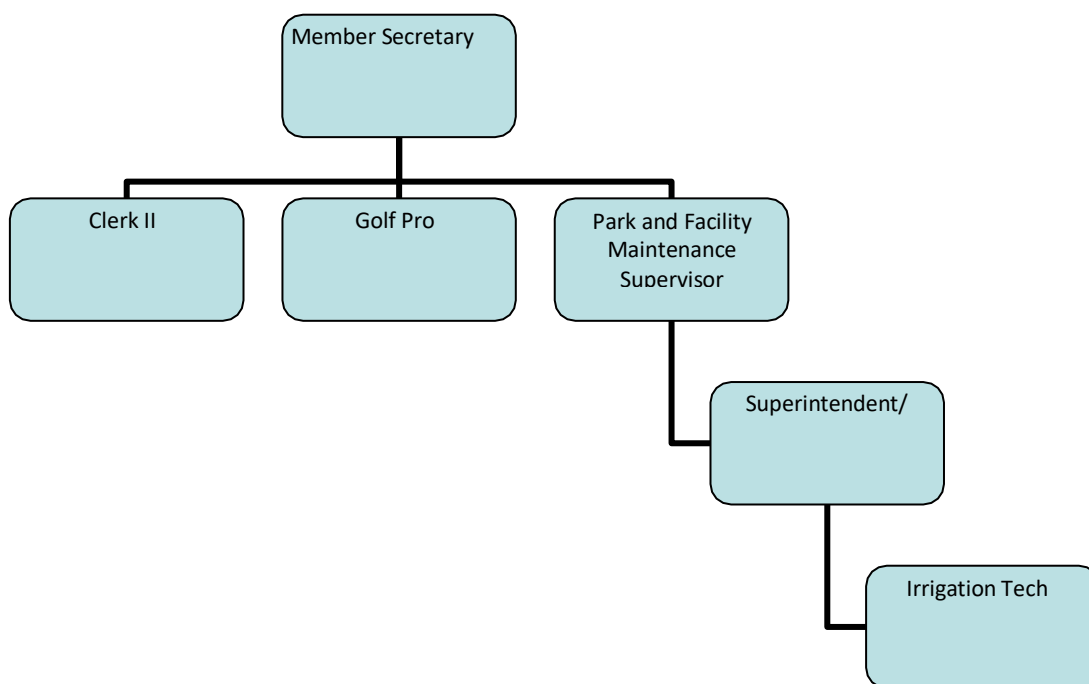 Member Secretary
Clerk II
Golf Pro
Park and Facility
Maintenance
Supervisor
Superintendent/
Irrigation Tech